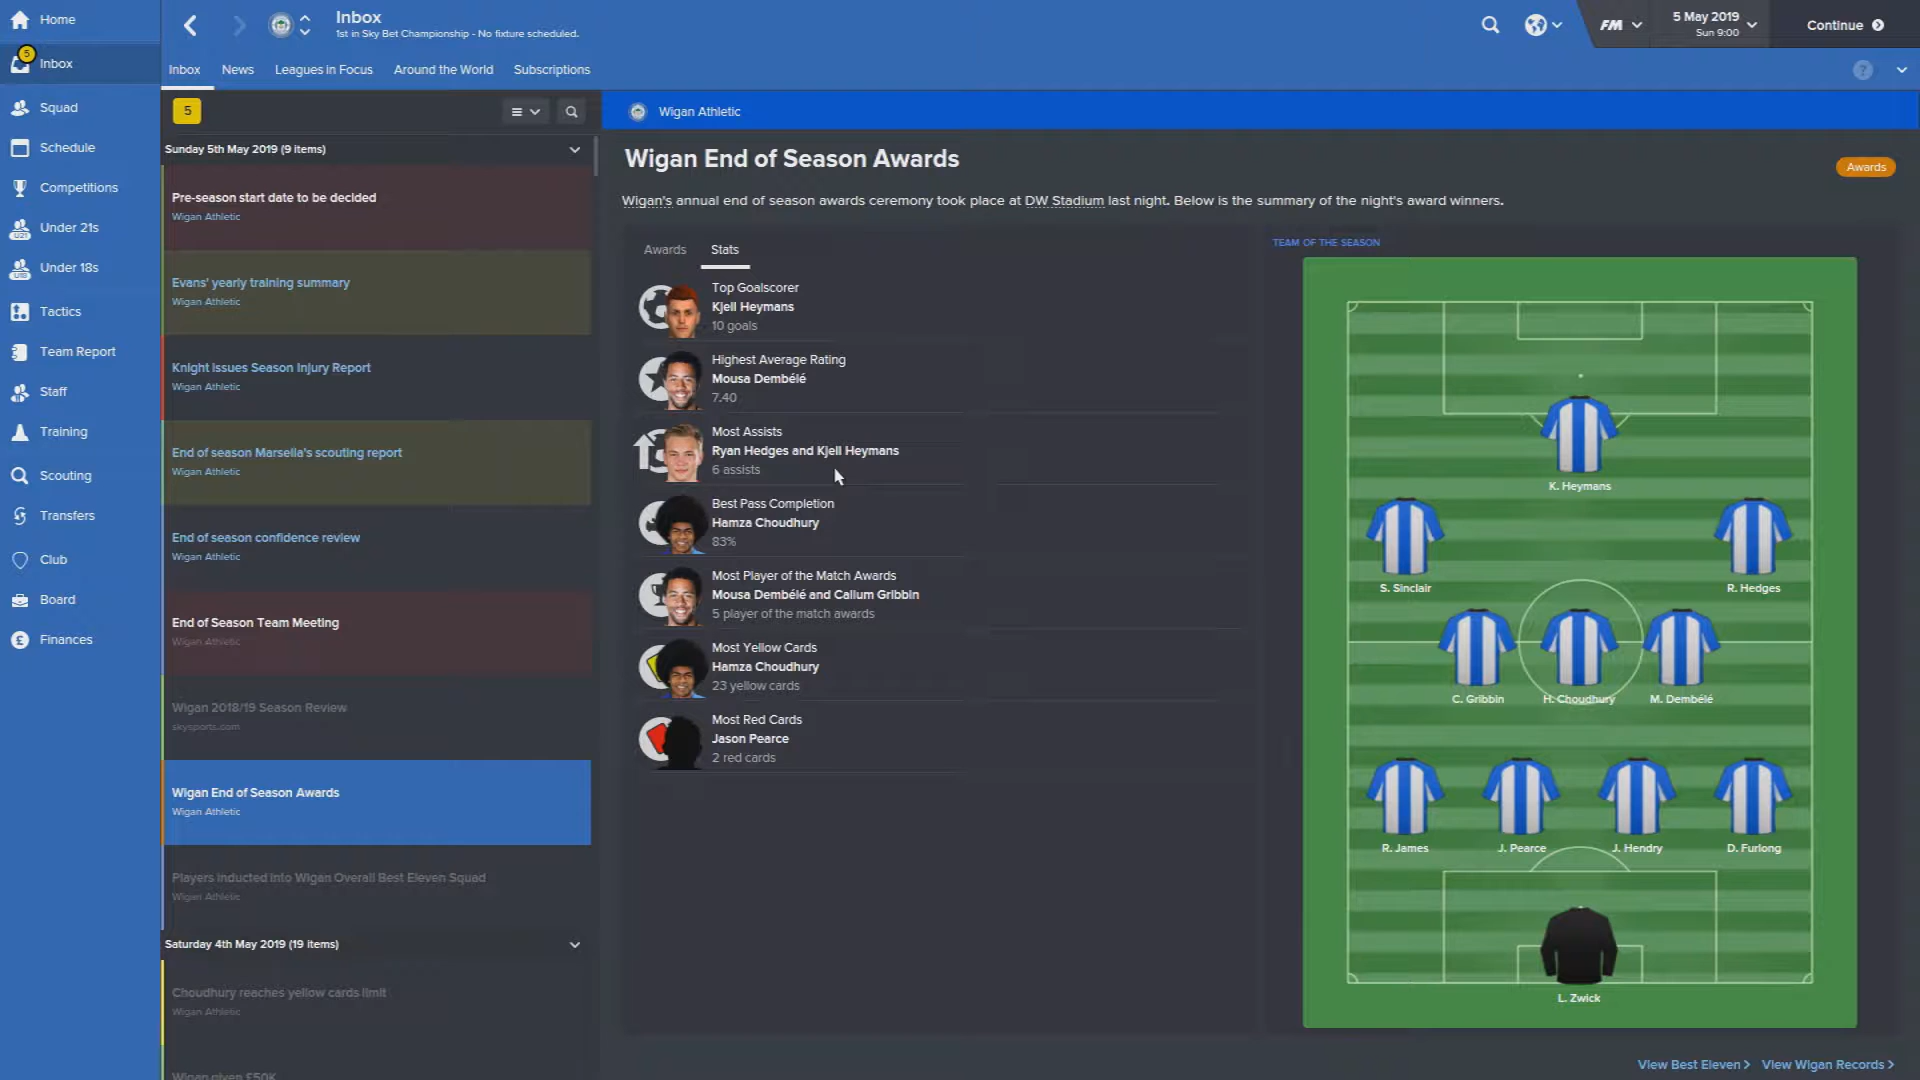 Home
5
Inbox
Squad
Schedule
Competitions
Under 21s
Under 18s
Tactics
Team Report
Staff
Training
Scouting
Transfers
Club
Board
Finances
Inbox
1st in Sky Bet Championship - No fixture scheduled.
FM
5 May 2019
Sun 9:00
Continue
Inbox
News
Leagues in Focus
Around the World
Subscriptions
?
5
Sunday 5th May 2019 (9 items)
Pre-season start date to be decided
Wigan Athletic
Evans' yearly training summary
Wigan Athletic
Knight issues Season Injury Report
Wigan Athletic
End of season Marsella's scouting report
Wigan Athletic
End of season confidence review
Wigan Athletic
End of Season Team Meeting
Wigan Athletic
Wigan 2018/19 Season Review
skysports.com
Wigan End of Season Awards
Wigan Athletic
Players inducted into Wigan Overall Best Eleven Squad
Wigan Athletic
Saturday 4th May 2019 (19 items)
Choudhury reaches yellow cards limit
Wigan Athletic
Wigan given £50K
Wigan Athletic
Wigan End of Season Awards
Awards
Wigan's annual end of season awards ceremony took place at DW Stadium last night. Below is the summary of the night's award winners.
Awards
Stats
Top Goalscorer
Kjell Heymans
10 goals
Highest Average Rating
Mousa Dembélé
7.40
Most Assists
Ryan Hedges and Kjell Heymans
6 assists
Best Pass Completion
Hamza Choudhury
83%
Most Player of the Match Awards
Mousa Dembélé and Callum Gribbin
5 player of the match awards
Most Yellow Cards
Hamza Choudhury
23 yellow cards
Most Red Cards
Jason Pearce
2 red cards
TEAM OF THE SEASON
K. Heymans
S. Sinclair
R. Hedges
C. Gribbin
H. Choudhury
M. Dembélé
R. James
J. Pearce
J. Hendry
D. Furlong
L. Zwick
View Best Eleven >
View Wigan Records >